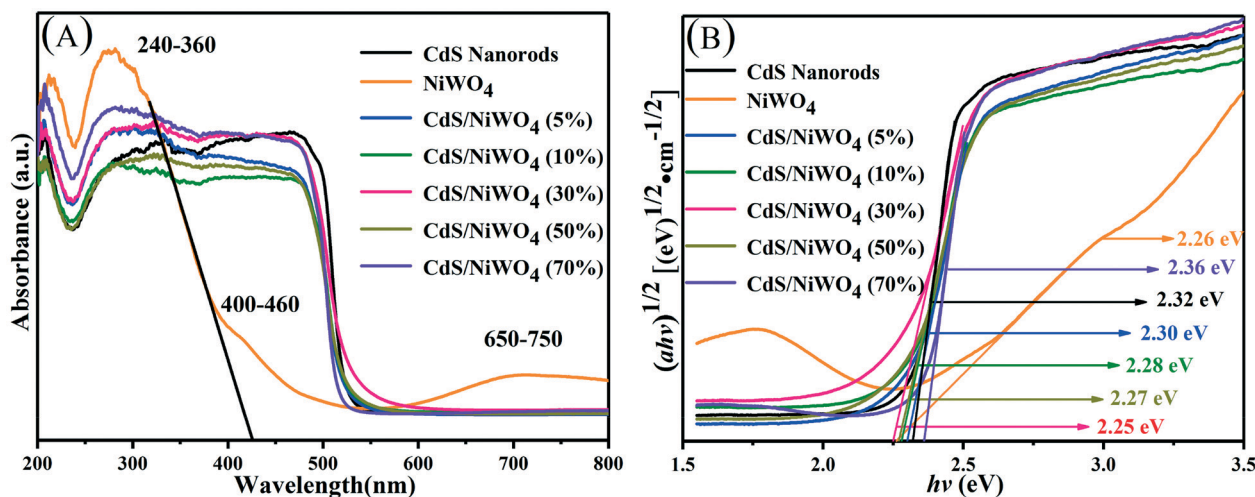 (A)
240-360
CdS Nanorods
NiWO4
CdS/NiWO4 (5%)
CdS/NiWO4 (10%)
CdS/NiWO4 (30%)
CdS/NiWO4 (50%)
CdS/NiWO4 (70%)
400-460
650-750
Absorbance (a.u.)
200 300 400 500 600 700 800
Wavelength(nm)
(B)
CdS Nanorods
NiWO4
CdS/NiWO4 (5%)
CdS/NiWO4 (10%)
CdS/NiWO4 (30%)
CdS/NiWO4 (50%)
CdS/NiWO4 (70%)
2.26 eV
2.36 eV
2.32 eV
2.30 eV
2.28 eV
2.27 eV
2.25 eV
(ahν)1/2 [(eV)1/2•cm-1/2]
1.5 2.0 2.5 3.0 3.5
hν (eV)